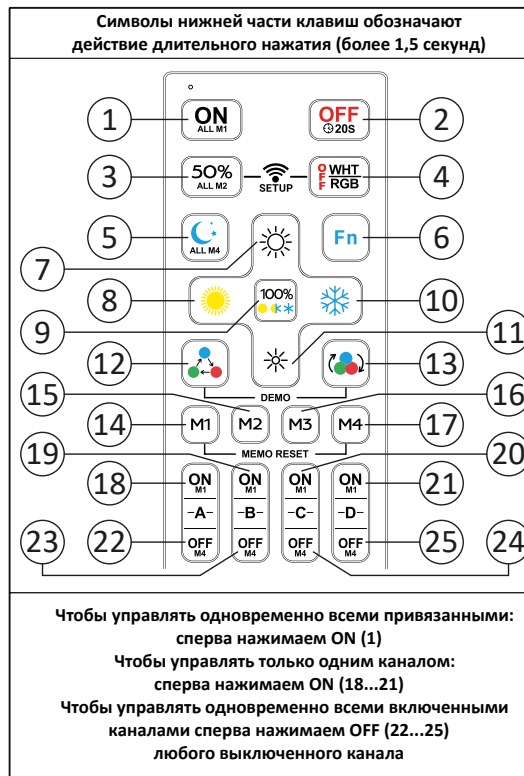 Символы нижней части клавиш обозначают
действие длительного нажатия (более 1,5 секунд)
1
ON
ALL M1
OFF
20S
2
3
50%
ALL M2
SETUP
OFF WHT
RGB
4
5
ALL M4
Fn
6
7
8
9
100%
10
11
12
13
DEMO
15
16
14
M1
M2
M3
M4
17
MEMO RESET
19
20
18
ON
M1
ON
M1
ON
M1
ON
M1
21
-A-
-B-
-C-
-D-
22
OFF
M4
OFF
M4
OFF
M4
OFF
M4
25
23
24
Чтобы управлять одновременно всеми привязанными:
сперва нажимаем ON (1)
Чтобы управлять только одним каналом:
сперва нажимаем ON (18...21)
Чтобы управлять одновременно всеми включенными
каналами сперва нажимаем OFF (22...25)
любого выключенного канала